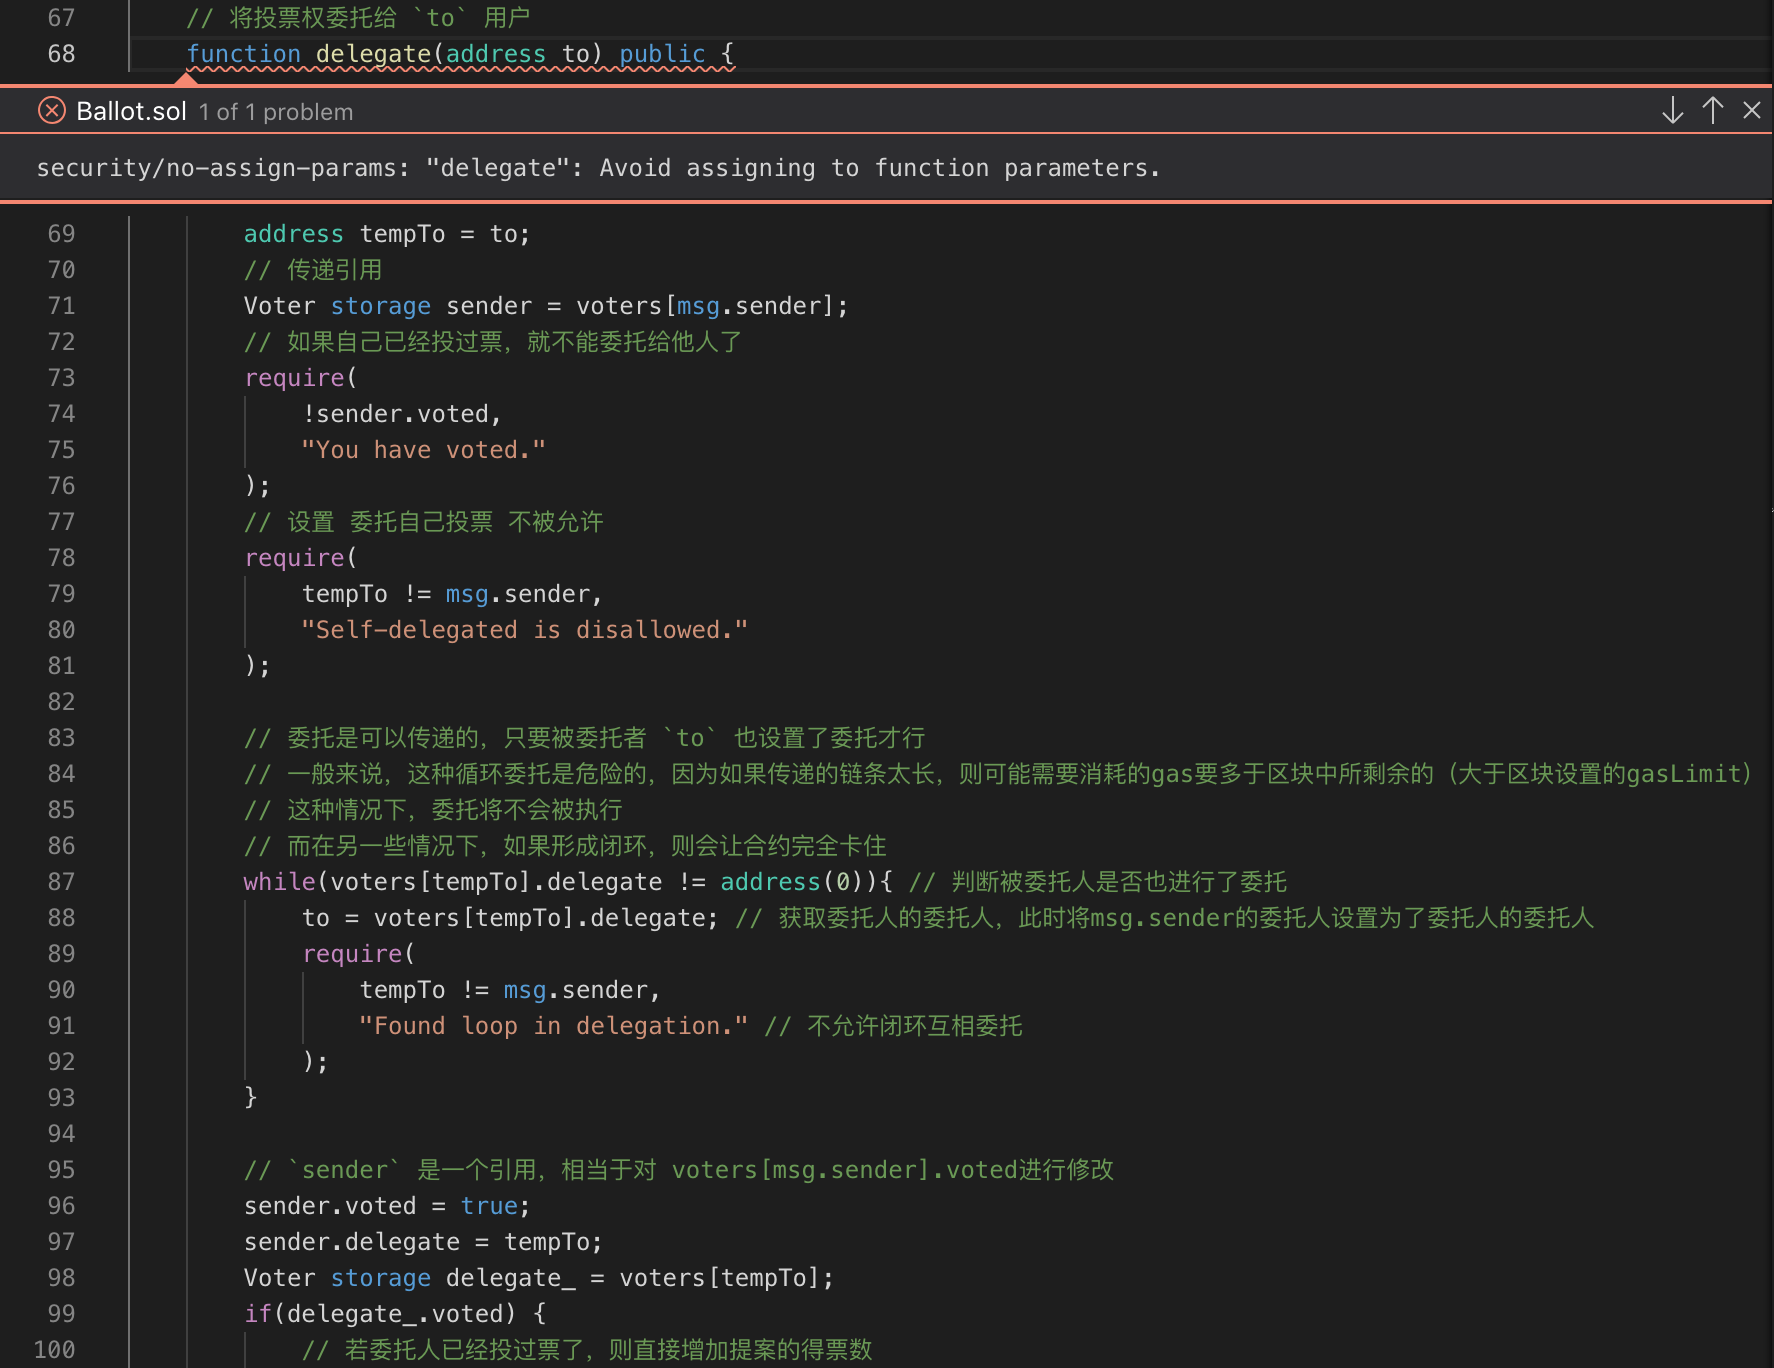 67 // 将投票权委托给 `to` 用户
68 function delegate(address to) public {
Ballot.sol 1 of 1 problem
security/no-assign-params: "delegate": Avoid assigning to function parameters.
69 address tempTo = to;
70 // 传递引用
71 Voter storage sender = voters[msg.sender];
72 // 如果自己已经投过票，就不能委托给他人了
73 require(
74 !sender.voted,
75 "You have voted."
76 );
77 // 设置 委托自己投票 不被允许
78 require(
79 tempTo != msg.sender,
80 "Self-delegated is disallowed."
81 );
82
83 // 委托是可以传递的，只要被委托者 `to` 也设置了委托才行
84 // 一般来说，这种循环委托是危险的，因为如果传递的链条太长，则可能需要消耗的gas要多于区块中所剩余的（大于区块设置的gasLimit）
85 // 这种情况下，委托将不会被执行
86 // 而在另一些情况下，如果形成闭环，则会让合约完全卡住
87 while(voters[tempTo].delegate != address(0)){ // 判断被委托人是否也进行了委托
88 to = voters[tempTo].delegate; // 获取委托人的委托人，此时将msg.sender的委托人设置为了委托人的委托人
89 require(
90 tempTo != msg.sender,
91 "Found loop in delegation." // 不允许闭环互相委托
92 );
93 }
94
95 // `sender` 是一个引用，相当于对 voters[msg.sender].voted进行修改
96 sender.voted = true;
97 sender.delegate = tempTo;
98 Voter storage delegate_ = voters[tempTo];
99 if(delegate_.voted) {
100 // 若委托人已经投过票了，则直接增加提案的得票数